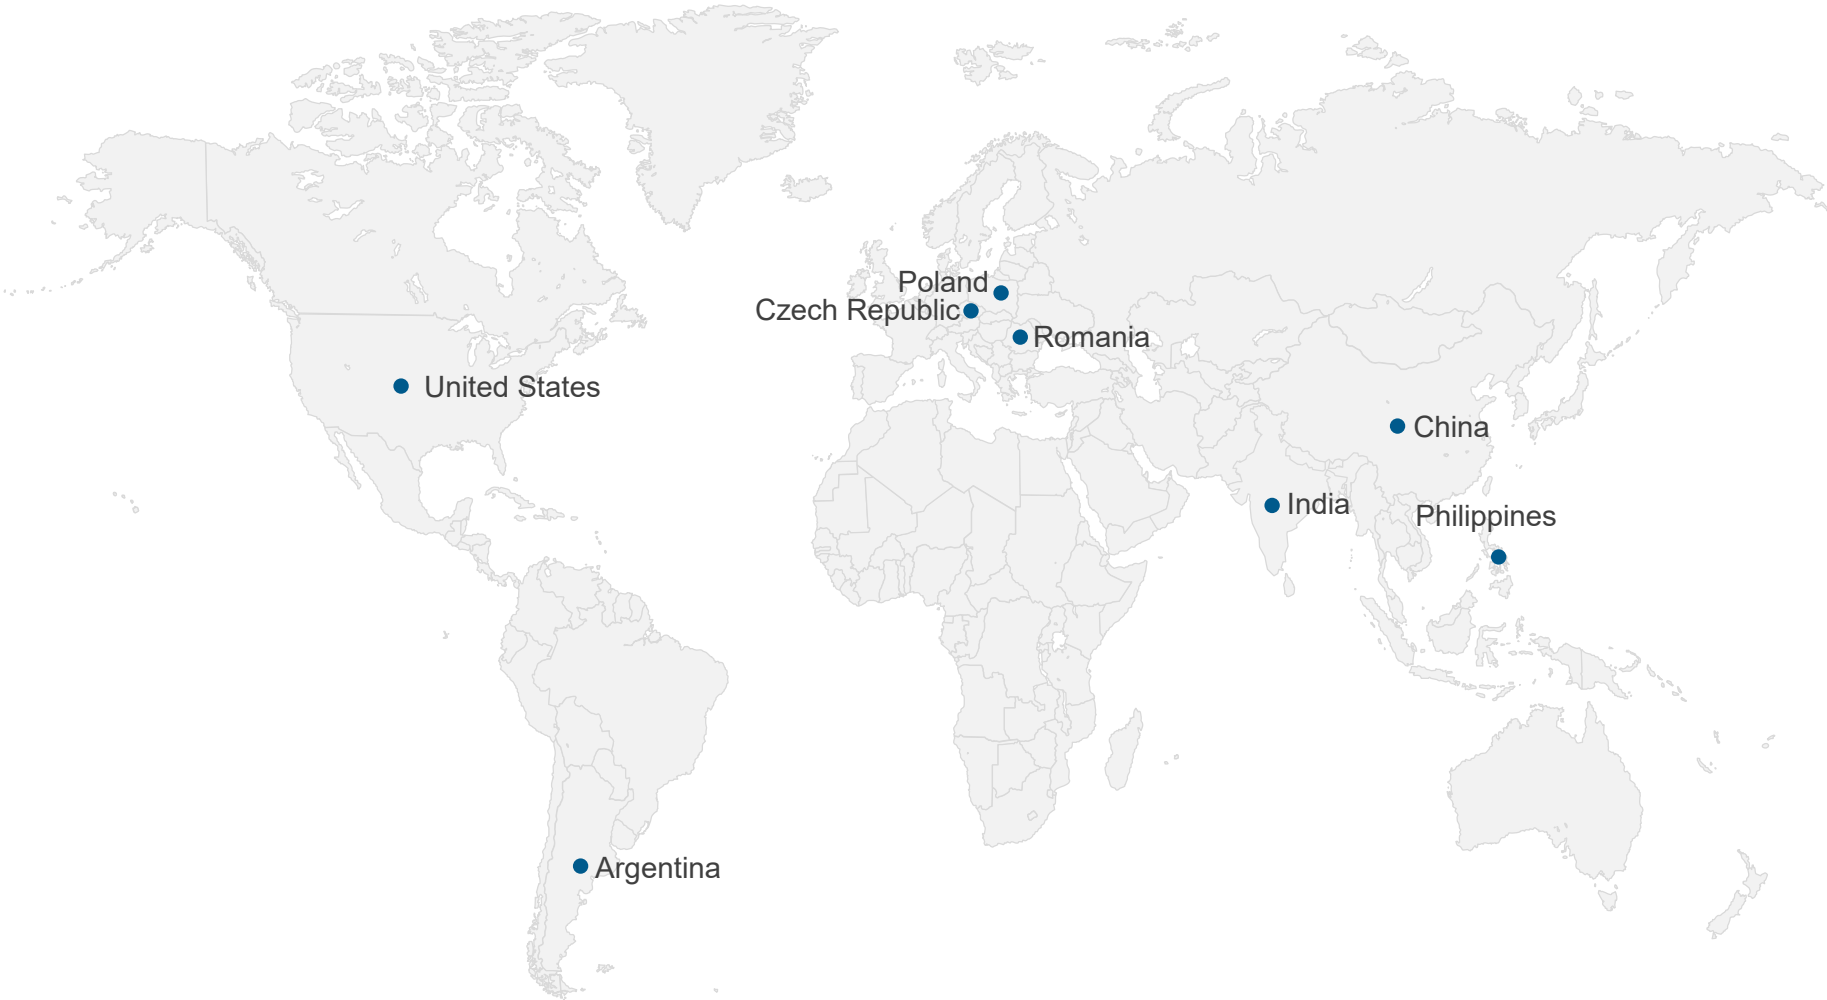 Poland
Czech Republic
Romania
United States
China
India
Philippines
Argentina